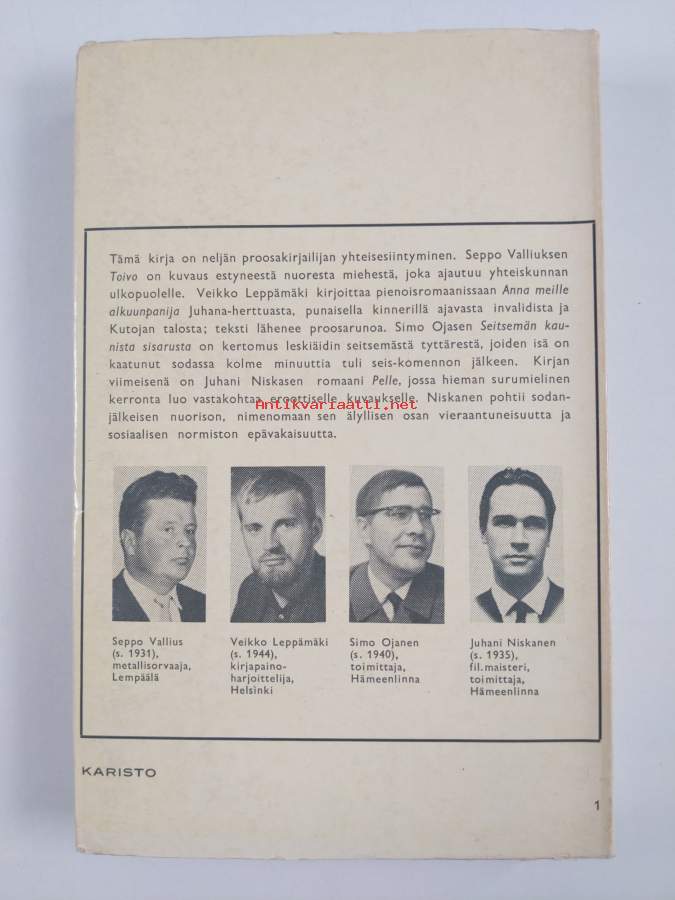 Tämä kirja on neljän proosakirjailijan yhteisesiintyminen. Seppo Valliuksen
Toivo on kuvaus estyneestä nuoresta miehestä, joka ajautuu yhteiskunnan
ulkopuolelle. Veikko Leppämäki kirjoittaa pienoisromaanissaan Anna meille
alkuunpanija Juhana-herttuasta, punaisella kinnerillä ajavasta invalidista ja
Kutojan talosta; teksti lähenee proosarunoa. Simo Ojasen Seitsemän kau-
nista sisarusta on kertomus leskiäidin seitsemästä tyttärestä, joiden isä on
kaatunut sodassa kolme minuuttia tuli seis-komennon jälkeen. Kirjan
viimeisenä on Juhani Niskasen romaani Pelle, jossa hieman surumielinen
kerronta luo vastakohtaa eroottiselle kuvaukselle. Niskanen pohtii sodan-
jälkeisen nuorison, nimenomaan sen älyllisen osan vieraantuneisuutta ja
sosiaalisen normiston epävakaisuutta.
Antikvariaatti.net
Seppo Vallius
(s. 1931),
metallisorvaaja,
Lempäälä
Veikko Leppämäki
(s. 1944),
kirjapaino-
harjoittelija,
Helsinki
Simo Ojanen
(s. 1940),
toimittaja,
Hämeenlinna
Juhani Niskanen
(s. 1935),
fil.maisteri,
toimittaja,
Hämeenlinna
KARISTO
1